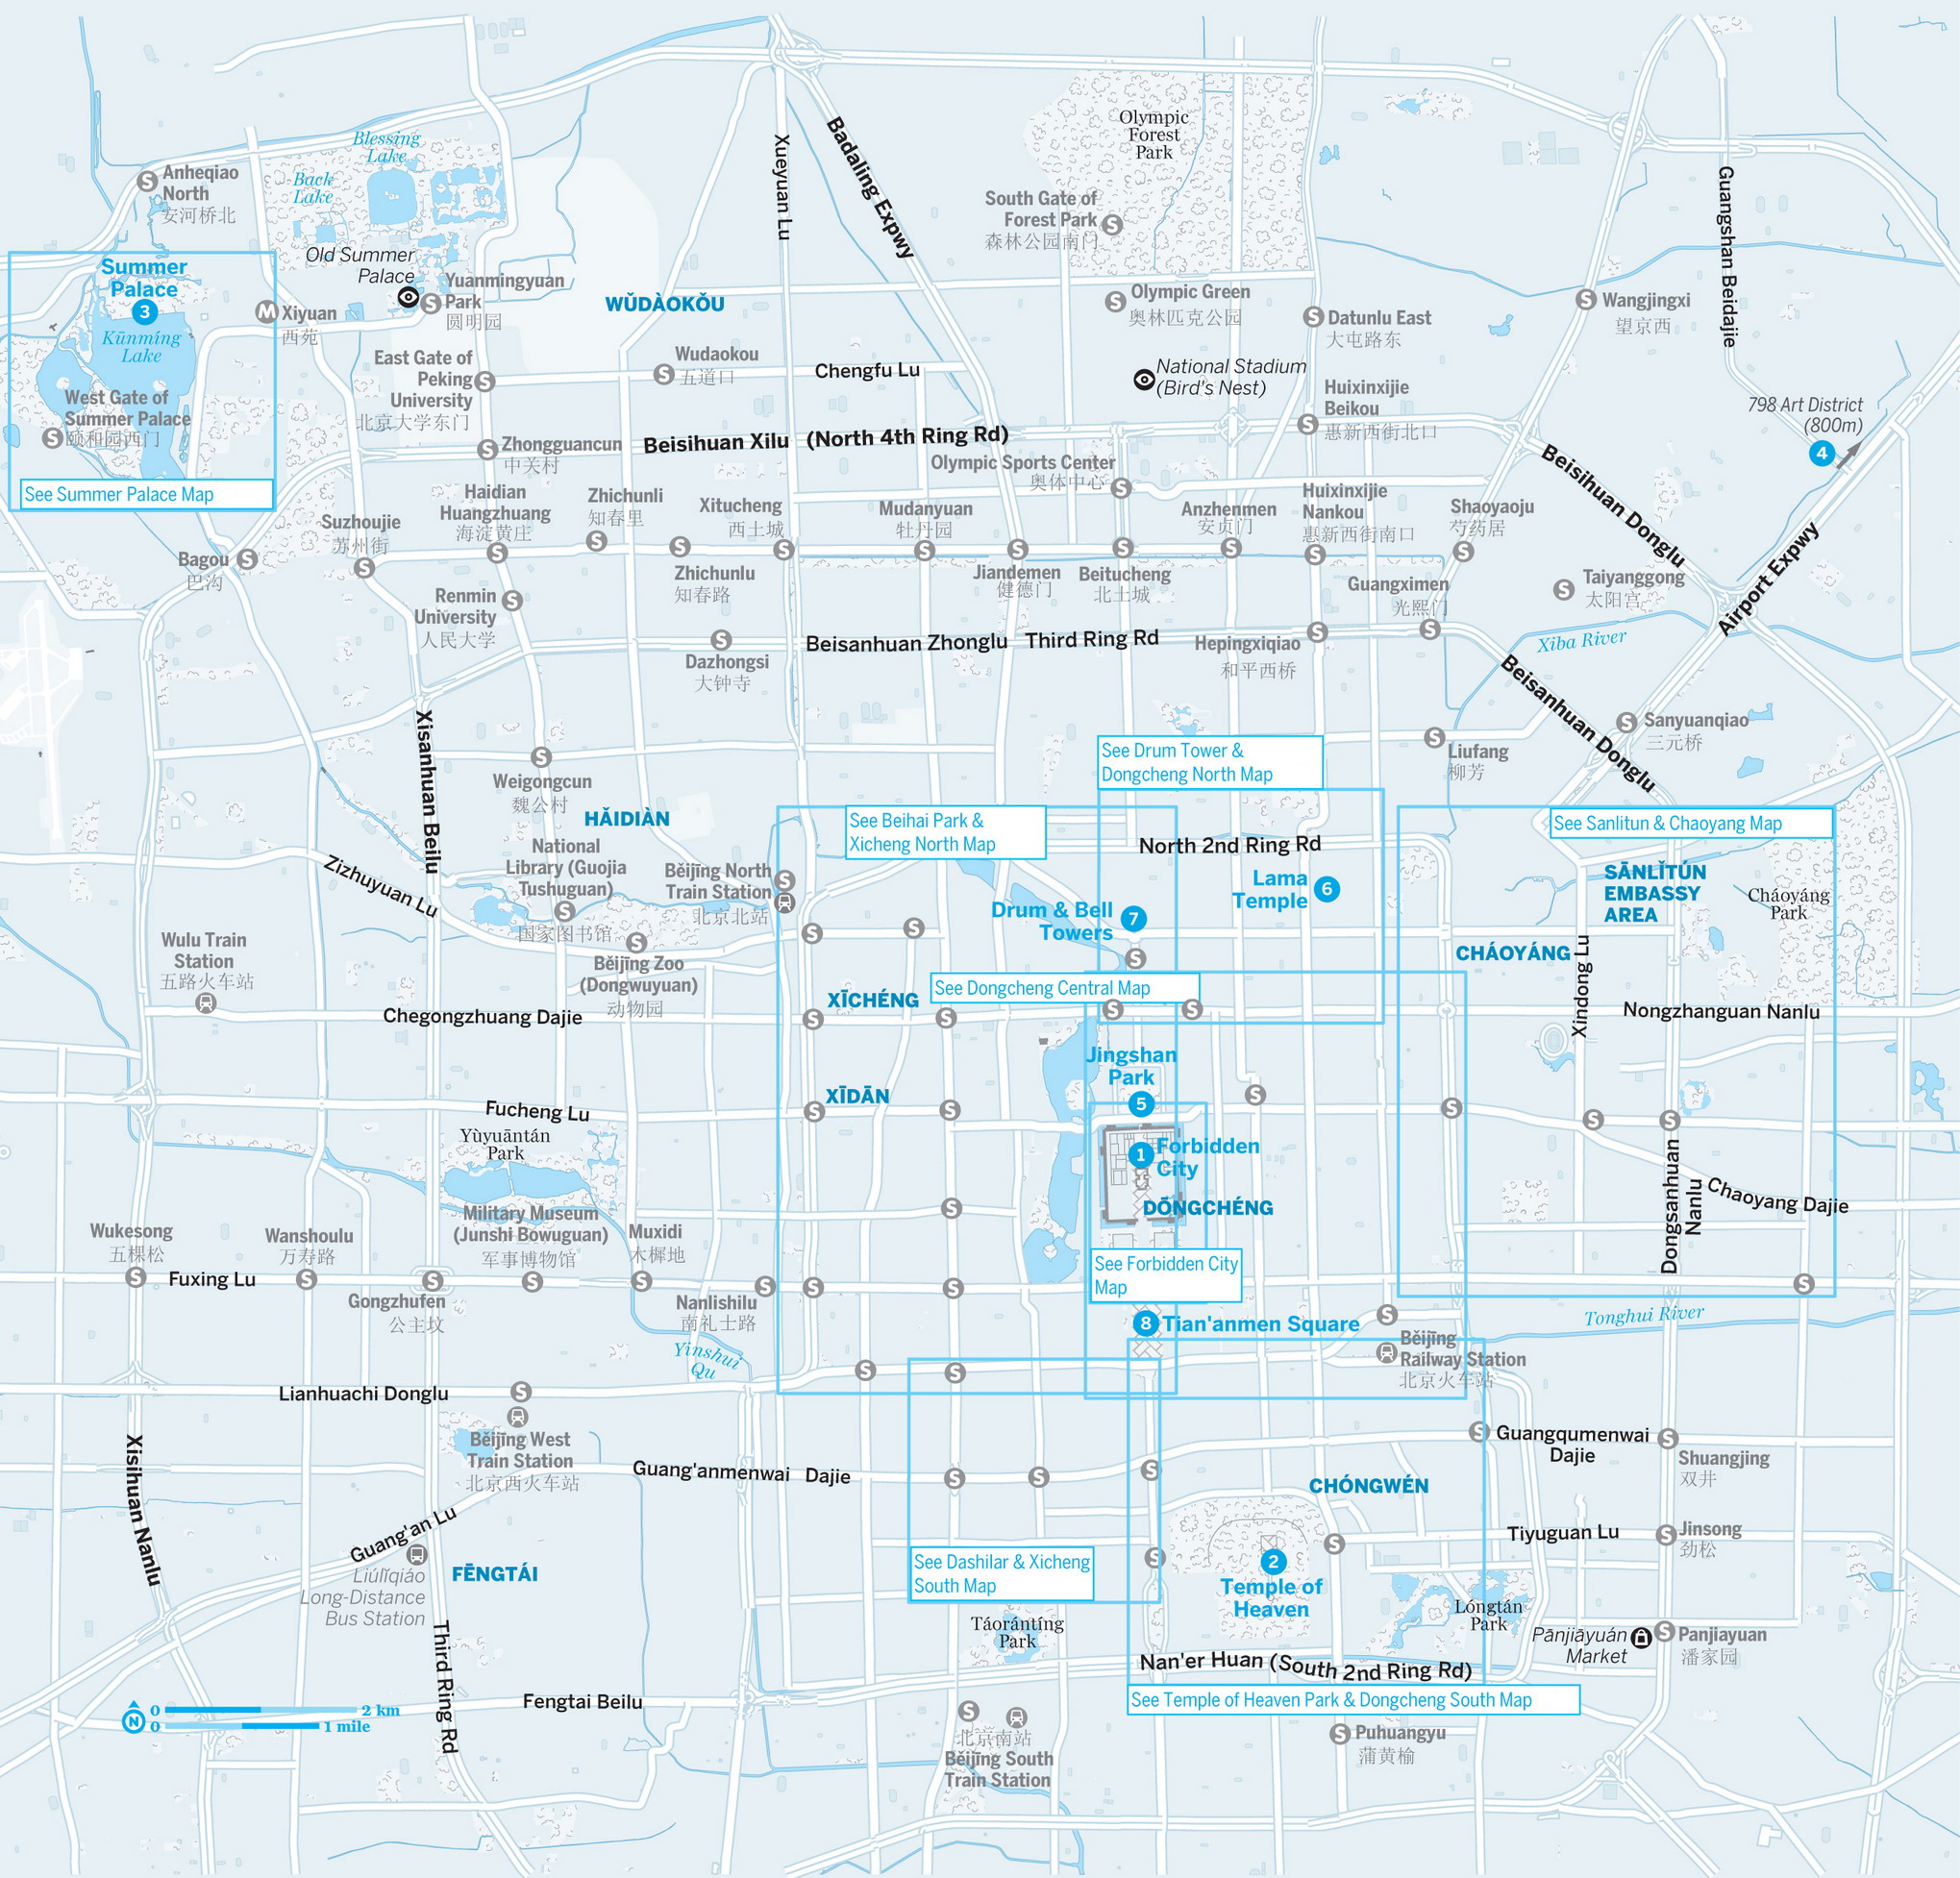 Blessing
Lake
Back
Lake
Anheqiao
North
安河桥北
Old Summer
Palace
Yuanmingyuan
Park
圆明园
Summer
Palace
3
Kūnmíng
Lake
M
Xiyuan
西苑
West Gate of
Summer Palace
颐和园西门
See Summer Palace Map
East Gate of
Peking
University
北京大学东门
WǓDÀOKǑU
Wudaokou
五道口
Chengfu Lu
Xueyuan Lu
Badaling Expwy
Olympic
Forest
Park
South Gate of
Forest Park
森林公园南门
Olympic Green
奥林匹克公园
National Stadium
(Bird's Nest)
Datunlu East
大屯路东
Huixinxijie
Beikou
惠新西街北口
Wangjingxi
望京西
Guangshan Beidajie
798 Art District
(800m)
4
Zhongguancun
中关村
Beisihuan Xilu (North 4th Ring Rd)
Olympic Sports Center
奥体中心
Beisihuan Donglu
Airport Expwy
Bagou
巴沟
Suzhoujie
苏州街
Haidian
Huangzhuang
海淀黄庄
Zhichunli
知春里
Zhichunlu
知春路
Xitucheng
西土城
Mudanyuan
牡丹园
Jiandemen
健德门
Beitucheng
北土城
Anzhenmen
安贞门
Huixinxijie
Nankou
惠新西街南口
Shaoyaoju
芍药居
Guangximen
光熙门
Taiyanggong
太阳宫
Xiba River
Renmin
University
人民大学
Dazhongsi
大钟寺
Beisanhuan Zhonglu Third Ring Rd
Hepingxiqiao
和平西桥
Beisanhuan Donglu
Sanyuanqiao
三元桥
Liufang
柳芳
Xisanhuan Beilu
Weigongcun
魏公村
HǍIDIÀN
National
Library (Guojia
Tushuguan)
国家图书馆
Zizhuyuan Lu
Běijīng North
Train Station
北京北站
Běijīng Zoo
(Dongwuyuan)
动物园
Wulu Train
Station
五路火车站
Chegongzhuang Dajie
See Beihai Park &
Xicheng North Map
See Drum Tower &
Dongcheng North Map
North 2nd Ring Rd
Lama
Temple
6
Drum & Bell
Towers
7
See Sanlitun & Chaoyang Map
SĀNLǏTÚN
EMBASSY
AREA
Cháoyáng
Park
CHÁOYÁNG
Xindong Lu
Nongzhanguan Nanlu
XĪCHÉNG
See Dongcheng Central Map
XĪDĀN
Fucheng Lu
Yùyuāntán
Park
Jǐngshan
Park
5
1
Forbidden
City
DŌNGCHÉNG
See Forbidden City
Map
8
Tian'anmen Square
Dongsanhuan
Nanlu
Chaoyang Dajie
Tonghui River
Wukesong
五棵松
Fuxing Lu
Wanshoulu
万寿路
Gongzhufen
公主坟
Military Museum
(Junshi Bowuguan)
军事博物馆
Muxidi
木樨地
Nanlishilu
南礼士路
Yinshui
Qu
Běijīng
Railway Station
北京火车站
Lianhuachi Donglu
Běijīng West
Train Station
北京西火车站
Guang'anmenwai Dajie
Guangqumenwai
Dajie
Shuangjing
双井
Xisihuan Nanlu
Guang'an Lu
Liùlǐqiáo
Long-Distance
Bus Station
FĒNGTÁI
See Dashilar & Xicheng
South Map
CHÓNGWÉN
Tiyuguan Lu
Jinsong
劲松
2
Temple of
Heaven
Lóngtán
Park
Pānjiāyuán
Market
Panjiayuan
潘家园
Táorántíng
Park
Nan'er Huan (South 2nd Ring Rd)
See Temple of Heaven Park & Dongcheng South Map
Third Ring Rd
Fengtai Beilu
北京南站
Běijīng South
Train Station
Puhuangyu
蒲黄榆
N
0 2 km
0 1 mile